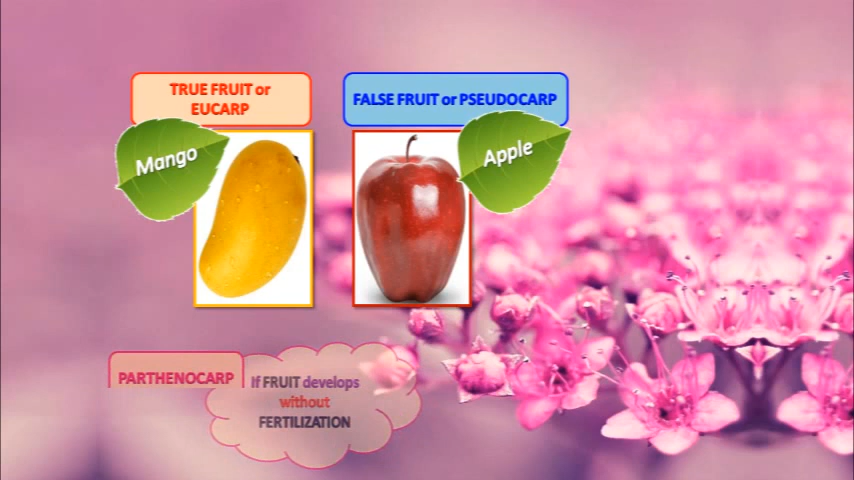 TRUE FRUIT or
EUCARP
FALSE FRUIT or PSEUDOCARP
Mango
Apple
PARTHENOCARP
If FRUIT develops
without
FERTILIZATION